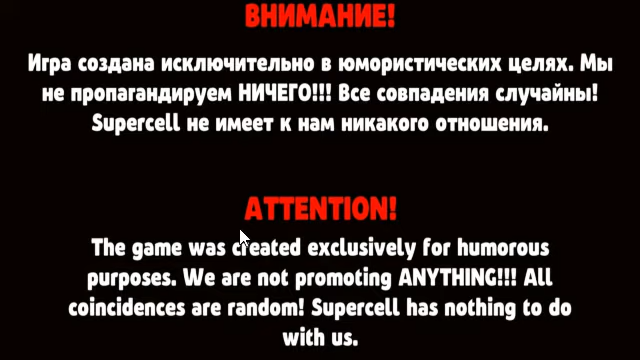 ВНИМАНИЕ!
Игра создана исключительно в юмористических целях. Мы
не пропагандируем НИЧЕГО!!! Все совпадения случайны!
Supercell не имеет к нам никакого отношения.
ATTENTION!
The game was created exclusively for humorous
purposes. We are not promoting ANYTHING!!! All
coincidences are random! Supercell has nothing to do
with us.